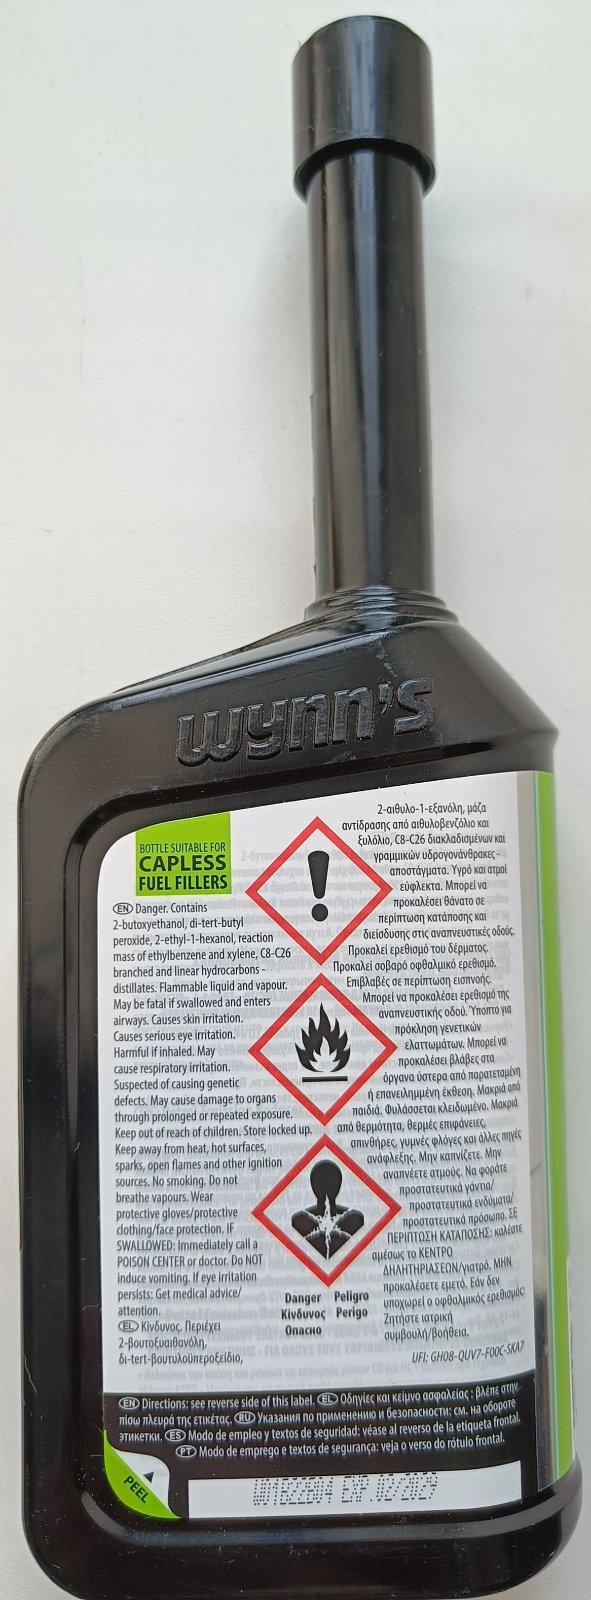 wynn's
BOTTLE SUITABLE FOR
CAPLESS
FUEL FILLERS
EN Danger. Contains
2-butoxyethanol, di-tert-butyl
peroxide, 2-ethyl-1-hexanol, reaction
mass of ethylbenzene and xylene, C8-C26
branched and linear hydrocarbons -
distillates. Flammable liquid and vapour.
May be fatal if swallowed and enters
airways. Causes skin irritation.
Causes serious eye irritation.
Harmful if inhaled. May
cause respiratory irritation.
Suspected of causing genetic
defects. May cause damage to organs
through prolonged or repeated exposure.
Keep out of reach of children. Store locked up.
Keep away from heat, hot surfaces,
sparks, open flames and other ignition
sources. No smoking. Do not
breathe vapours. Wear
protective gloves/protective
clothing/face protection. IF
SWALLOWED: Immediately call a
POISON CENTER or doctor. Do NOT
induce vomiting. If eye irritation
persists: Get medical advice/
attention.
EL Κίνδυνος. Περιέχει
2-βουτοξυαιθανόλη,
δι-tert-βουτυλοϋπεροξείδιο,
2-αιθυλο-1-εξανόλη, μάζα
αντίδρασης από αιθυλοβενζόλιο και
ξυλόλιο, C8-C26 διακλαδισμένων και
γραμμικών υδρογονάνθρακες -
αποστάγματα. Υγρό και ατμοί
εύφλεκτα. Μπορεί να
προκαλέσει θάνατο σε
περίπτωση κατάποσης και
διείσδυσης στις αναπνευστικές οδούς.
Προκαλεί ερεθισμό του δέρματος.
Προκαλεί σοβαρό οφθαλμικό ερεθισμό.
Επιβλαβές σε περίπτωση εισπνοής.
Μπορεί να προκαλέσει ερεθισμό της
αναπνευστικής οδού. Ύποπτο για
πρόκληση γενετικών
ελαττωμάτων. Μπορεί να
προκαλέσει βλάβες στα
όργανα ύστερα από παρατεταμένη
ή επανειλημμένη έκθεση. Μακριά από
παιδιά. Φυλάσσεται κλειδωμένο. Μακριά
από θερμότητα, θερμές επιφάνειες,
σπινθήρες, γυμνές φλόγες και άλλες πηγές
ανάφλεξης. Μην καπνίζετε. Μην
αναπνέετε ατμούς. Να φοράτε
προστατευτικά γάντια/
προστατευτικά ενδύματα/
προστατευτικά πρόσωπο. ΣΕ
ΠΕΡΙΠΤΩΣΗ ΚΑΤΑΠΟΣΗΣ: καλέστε
αμέσως το ΚΕΝΤΡΟ
ΔΗΛΗΤΗΡΙΑΣΕΩΝ/γιατρό. ΜΗΝ
προκαλέσετε εμετό. Εάν δεν
υποχωρεί ο οφθαλμικός ερεθισμός:
Ζητήστε ιατρική
συμβουλή/βοήθεια.
Danger Peligro
Κίνδυνος Perigo
Опасно
UFI: GH08-QUV7-F00C-SKA7
EN Directions: see reverse side of this label. EL Οδηγίες και κείμενο ασφαλείας : βλέπε στην
πίσω πλευρά της ετικέτας. RU Указания по применению и безопасности: см. на обороте
этикетки. ES Modo de empleo y textos de seguridad: véase al reverso de la etiqueta frontal.
PT Modo de emprego e textos de segurança: veja o verso do rótulo frontal.
PEEL
EXP.02/2029